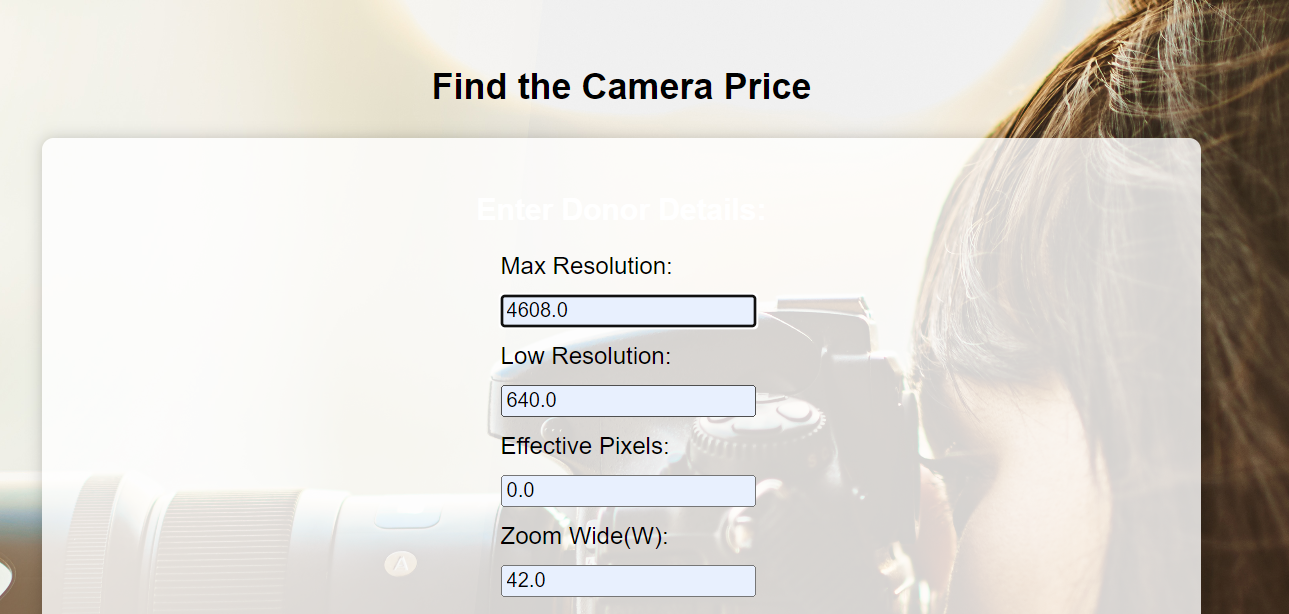 Find the Camera Price
Enter Donor Details:
Max Resolution:
4608.0
Low Resolution:
640.0
Effective Pixels:
0.0
Zoom Wide(W):
42.0